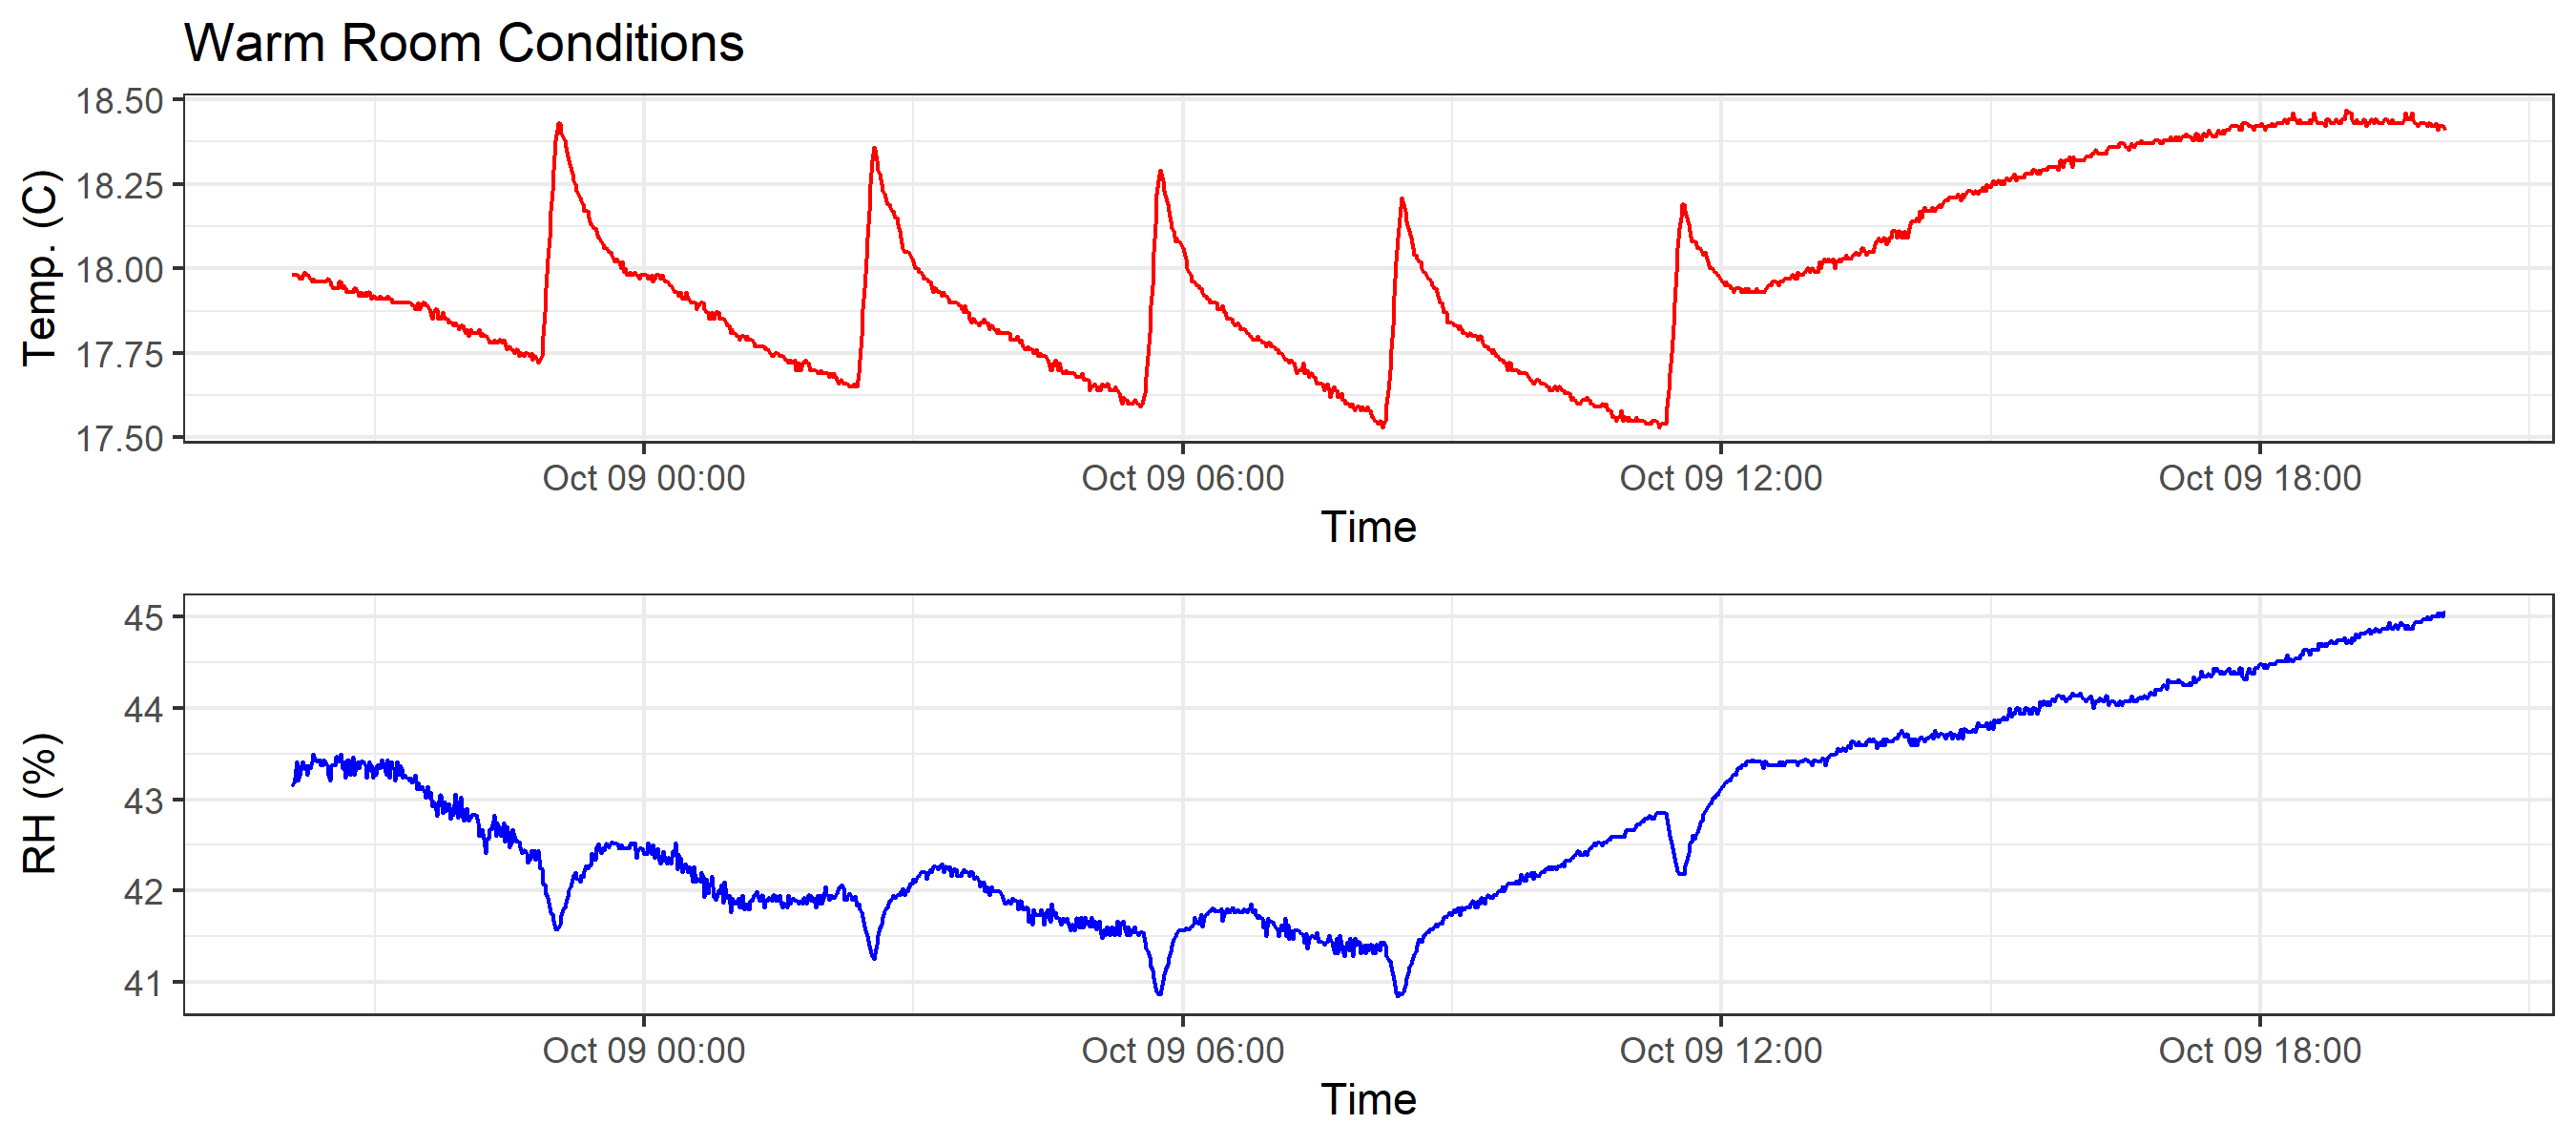 Warm Room Conditions
18.50
18.25
18.00
17.75
17.50
Temp. (C)
Oct 09 00:00 Oct 09 06:00 Oct 09 12:00 Oct 09 18:00
Time
45
44
43
42
41
RH (%)
Oct 09 00:00 Oct 09 06:00 Oct 09 12:00 Oct 09 18:00
Time